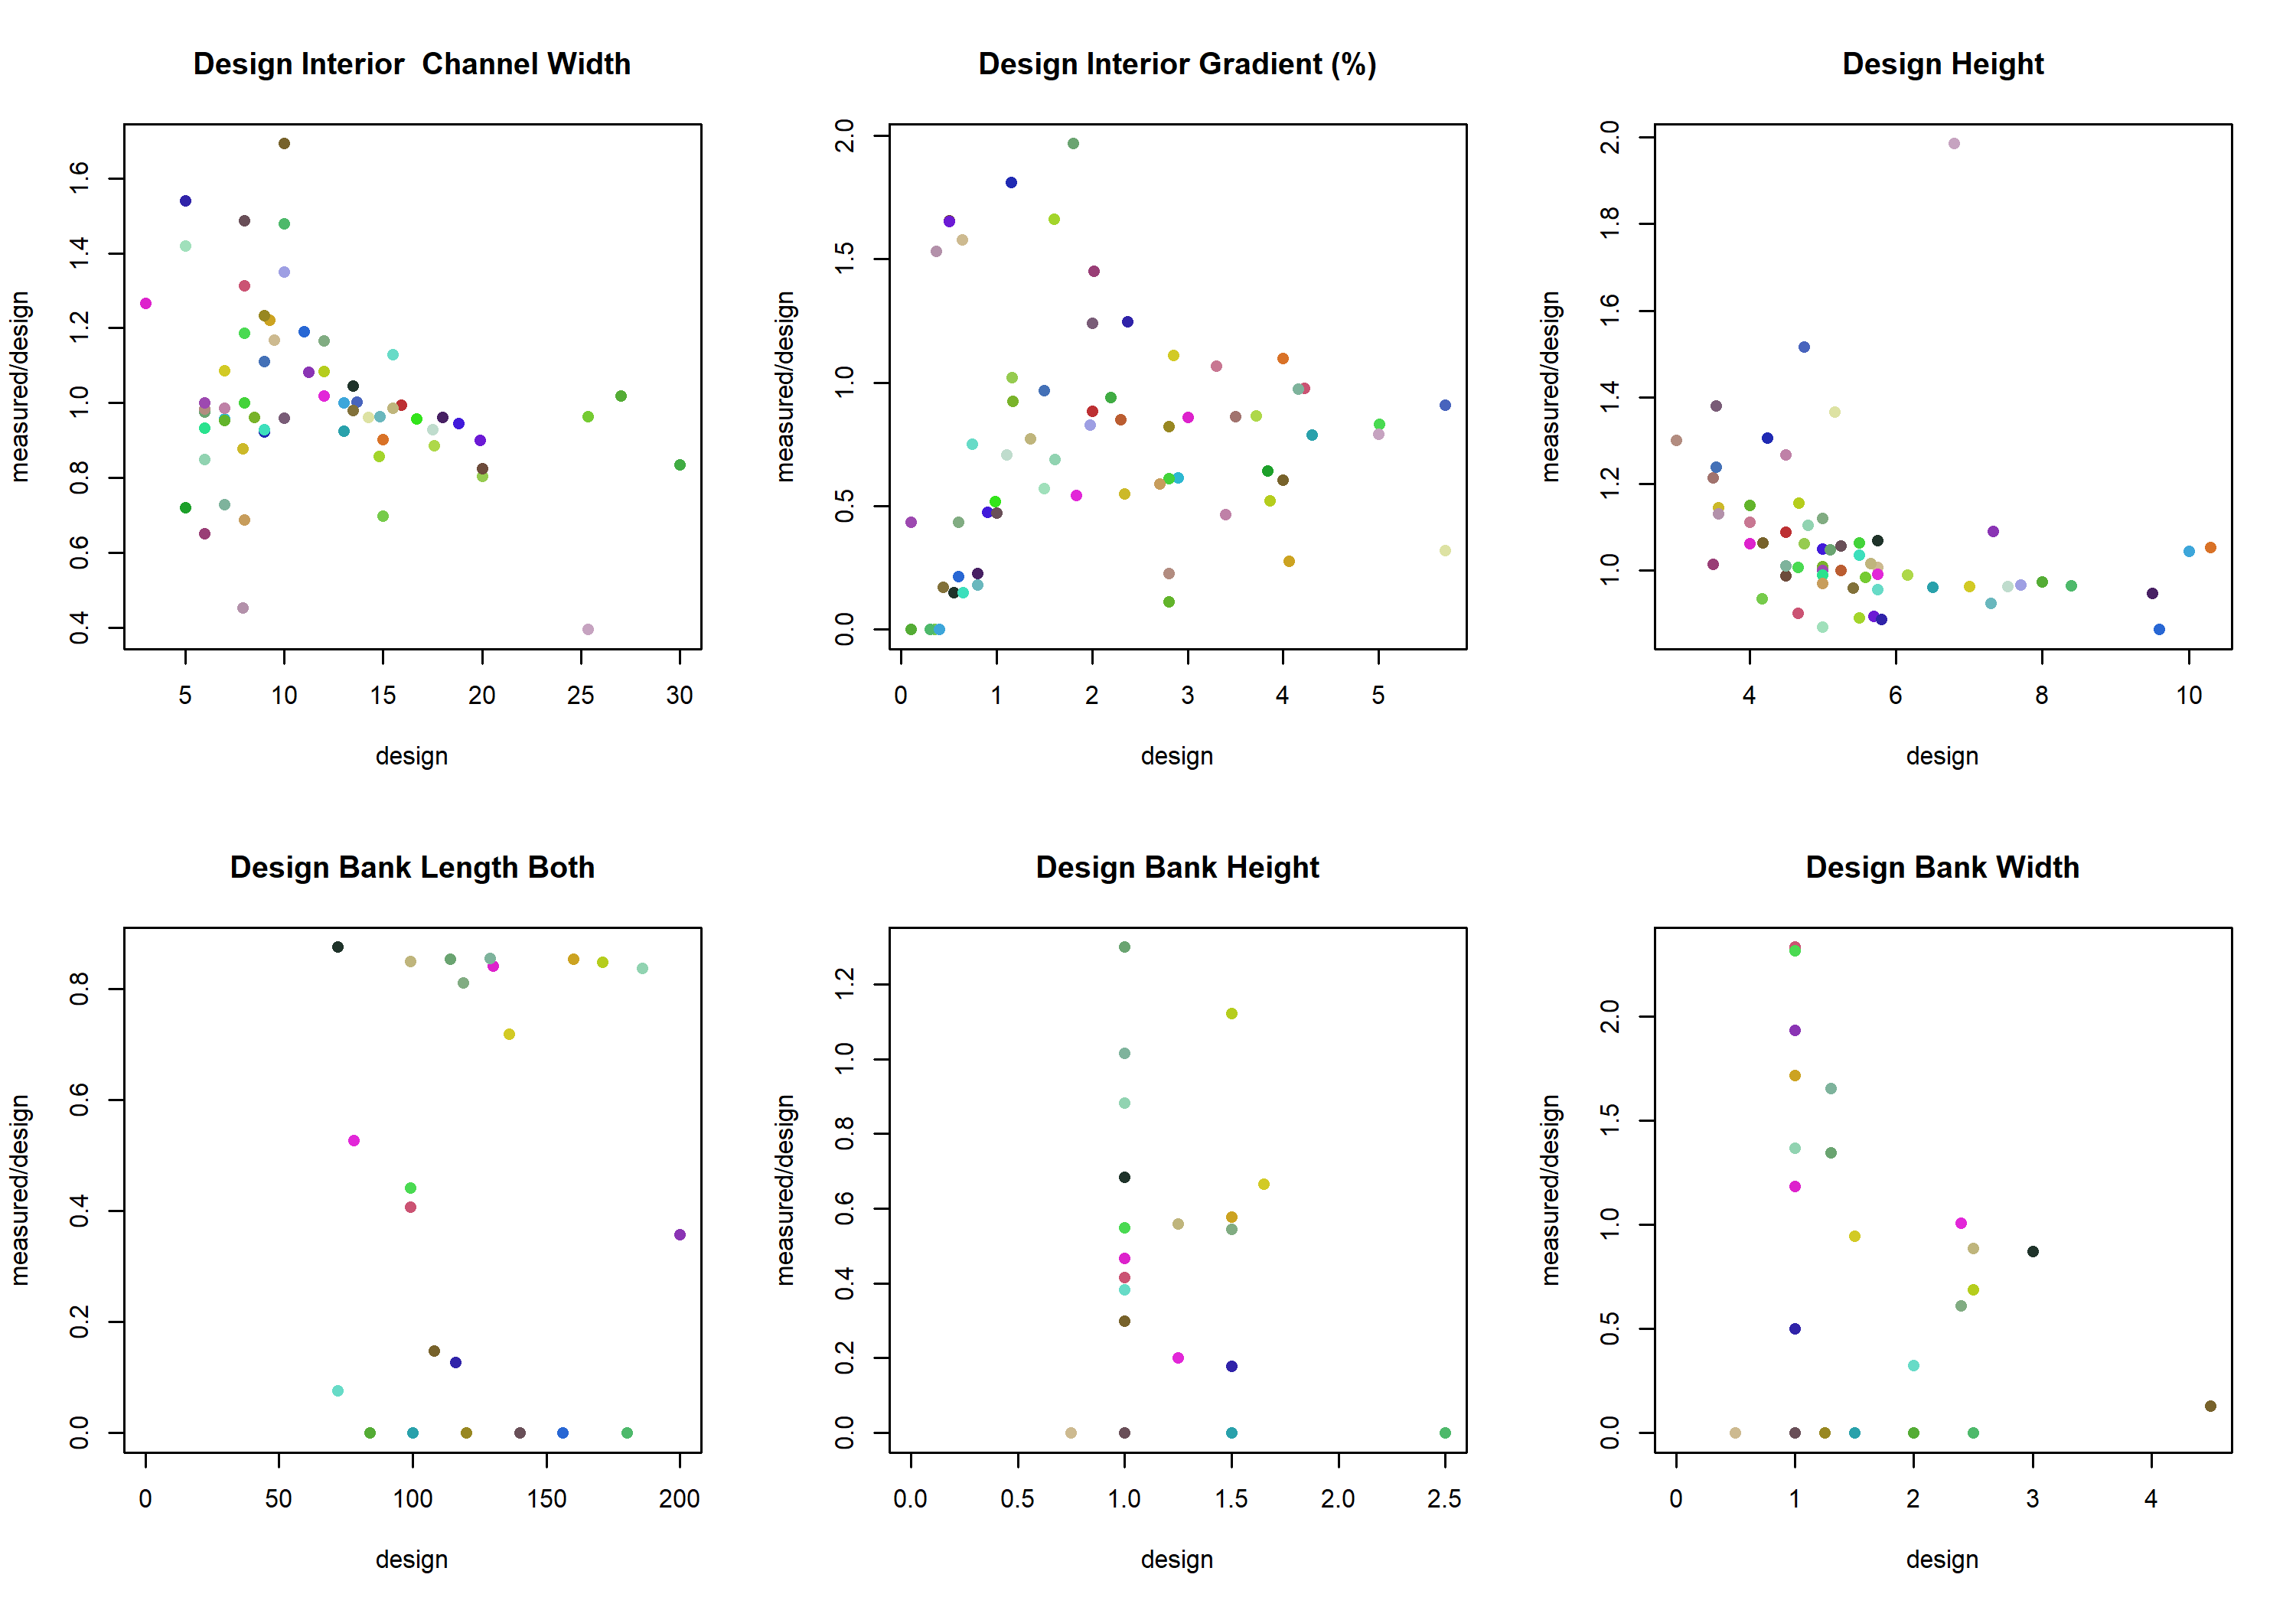 Design Interior  Channel Width
measured/design
0.4 0.6 0.8 1.0 1.2 1.4 1.6
5 10 15 20 25 30
design
Design Interior Gradient (%)
measured/design
0.0 0.5 1.0 1.5 2.0
0 1 2 3 4 5
design
Design Height
measured/design
1.0 1.2 1.4 1.6 1.8 2.0
4 6 8 10
design
Design Bank Length Both
measured/design
0.0 0.2 0.4 0.6 0.8
0 50 100 150 200
design
Design Bank Height
measured/design
0.0 0.2 0.4 0.6 0.8 1.0 1.2
0.0 0.5 1.0 1.5 2.0 2.5
design
Design Bank Width
measured/design
0.0 0.5 1.0 1.5 2.0
0 1 2 3 4
design